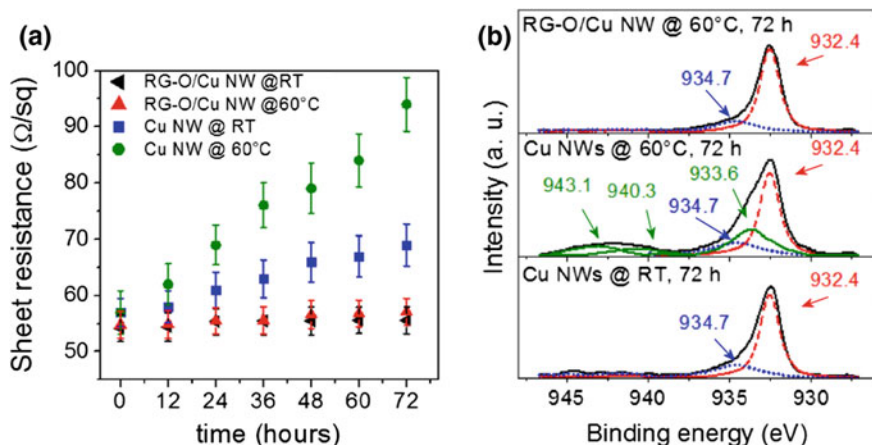 (a)
Sheet resistance (Ω/sq)
100
90
80
70
60
50
RG-O/Cu NW @RT
RG-O/Cu NW @60°C
Cu NW @ RT
Cu NW @ 60°C
0 12 24 36 48 60 72
time (hours)
(b)
Intensity (a. u.)
RG-O/Cu NW @ 60°C, 72 h
932.4
934.7
Cu NWs @ 60°C, 72 h
932.4
943.1
940.3
934.7
933.6
Cu NWs @ RT, 72 h
932.4
934.7
945 940 935 930
Binding energy (eV)